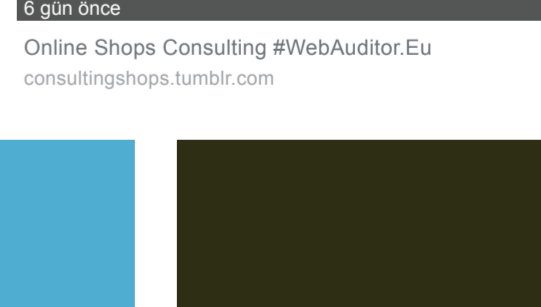 6 gün önce
Online Shops Consulting #WebAuditor.Eu
consultingshops.tumblr.com